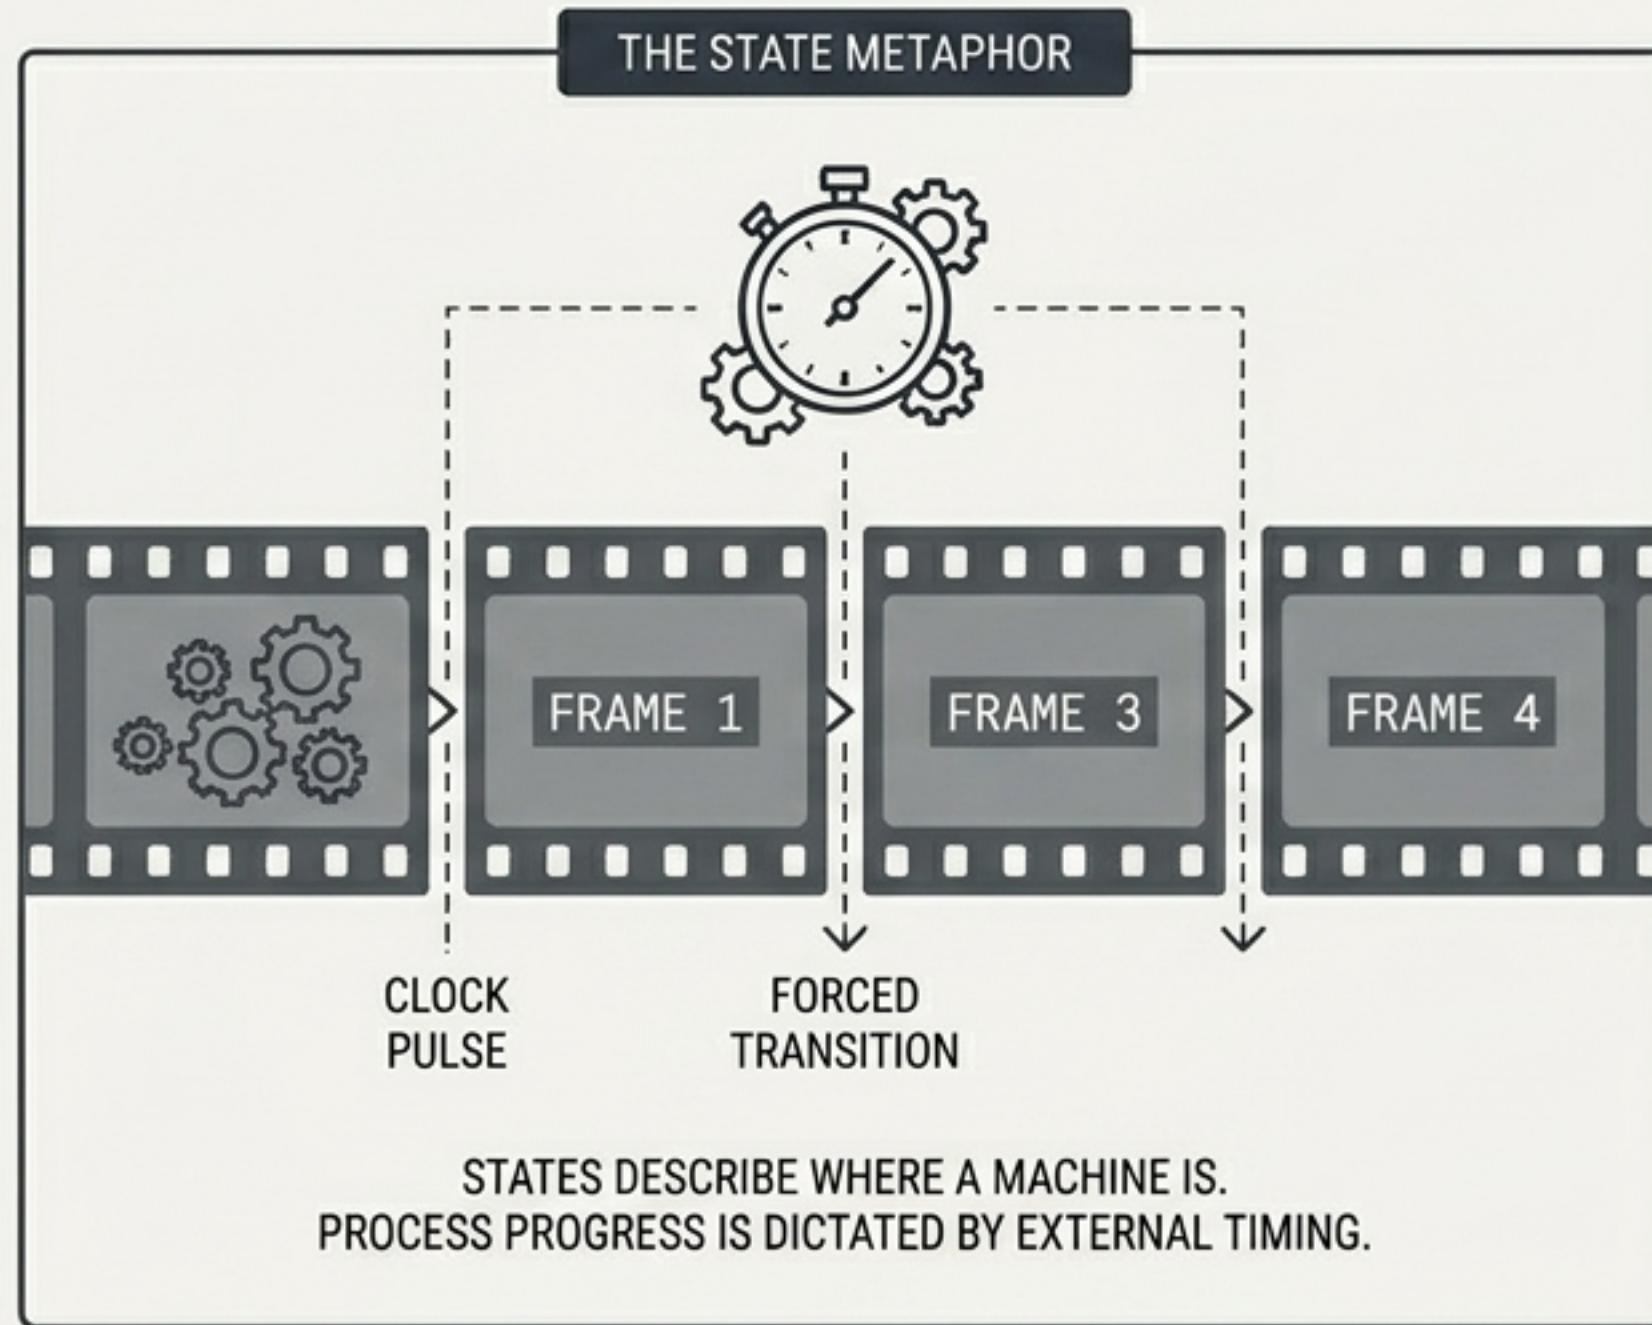 THE STATE METAPHOR
FRAME 1
FRAME 3
FRAME 4
CLOCK
PULSE
FORCED
TRANSITION
STATES DESCRIBE WHERE A MACHINE IS.
PROCESS PROGRESS IS DICTATED BY EXTERNAL TIMING.